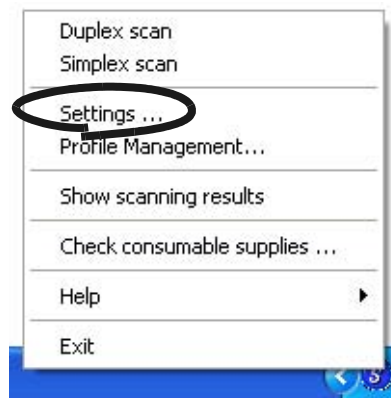 Duplex scan
Simplex scan
Settings ...
Profile Management...
Show scanning results
Check consumable supplies ...
Help
Exit
S